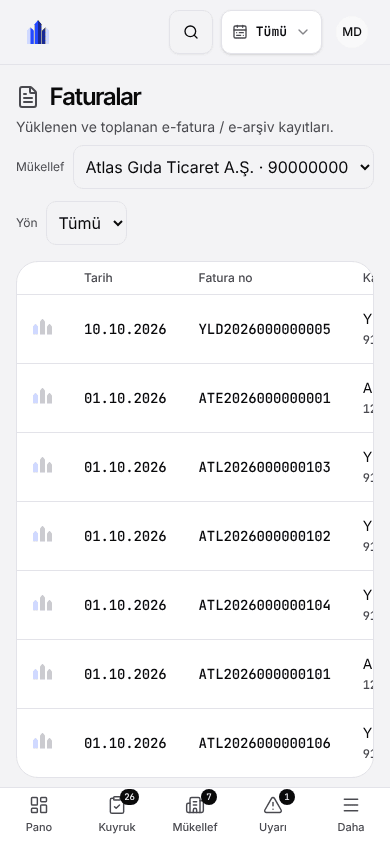 Tümü
MD
Faturalar
Yüklenen ve toplanan e-fatura / e-arşiv kayıtları.
Mükellef
Atlas Gıda Ticaret A.Ş. · 90000000
Yön
Tümü
Tarih Fatura no
10.10.2026 YLD2026000000005
01.10.2026 ATE2026000000001
01.10.2026 ATL2026000000103
01.10.2026 ATL2026000000102
01.10.2026 ATL2026000000104
01.10.2026 ATL2026000000101
01.10.2026 ATL2026000000106
26 7 1
Pano Kuyruk Mükellef Uyarı Daha